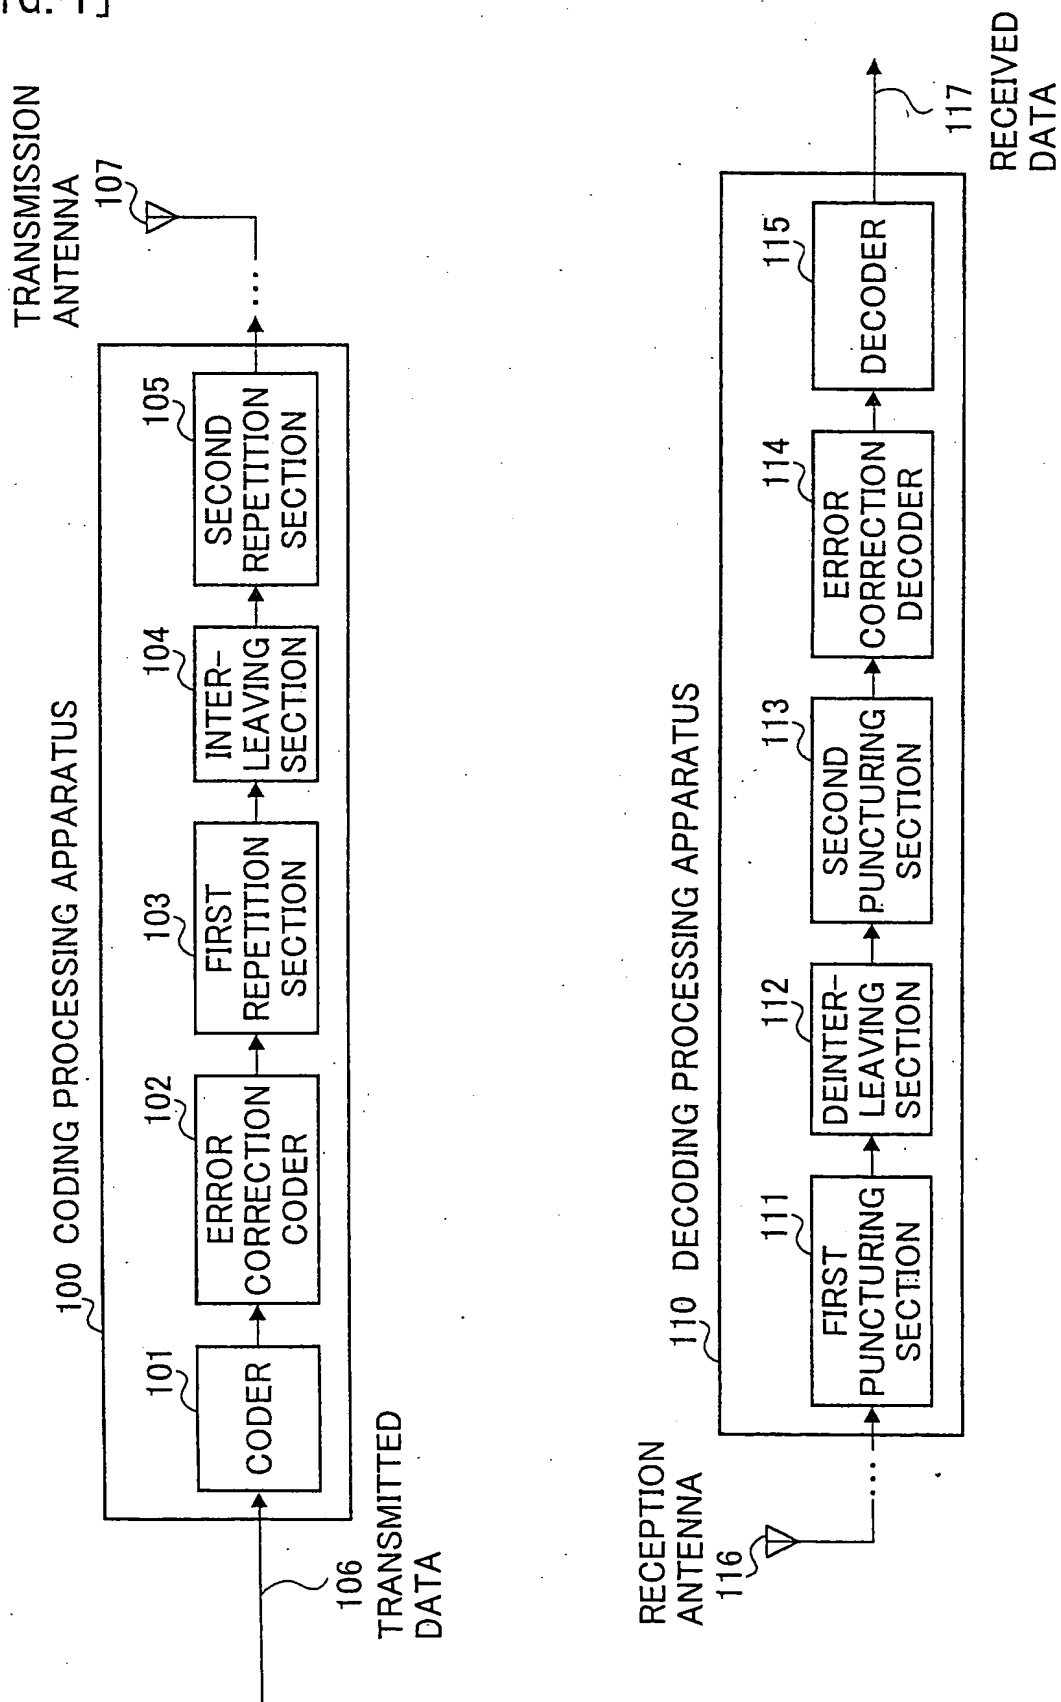 100 CODING PROCESSING APPARATUS
TRANSMISSION
ANTENNA
107
101
CODER
102
ERROR
CORRECTION
CODER
103
FIRST
REPETITION
SECTION
104
INTER-
LEAVING
SECTION
105
SECOND
REPETITION
SECTION
106
TRANSMITTED
DATA
110 DECODING PROCESSING APPARATUS
RECEPTION
ANTENNA
116
111
FIRST
PUNCTURING
SECTION
112
DEINTER-
LEAVING
SECTION
113
SECOND
PUNCTURING
SECTION
114
ERROR
CORRECTION
DECODER
115
DECODER
117
RECEIVED
DATA